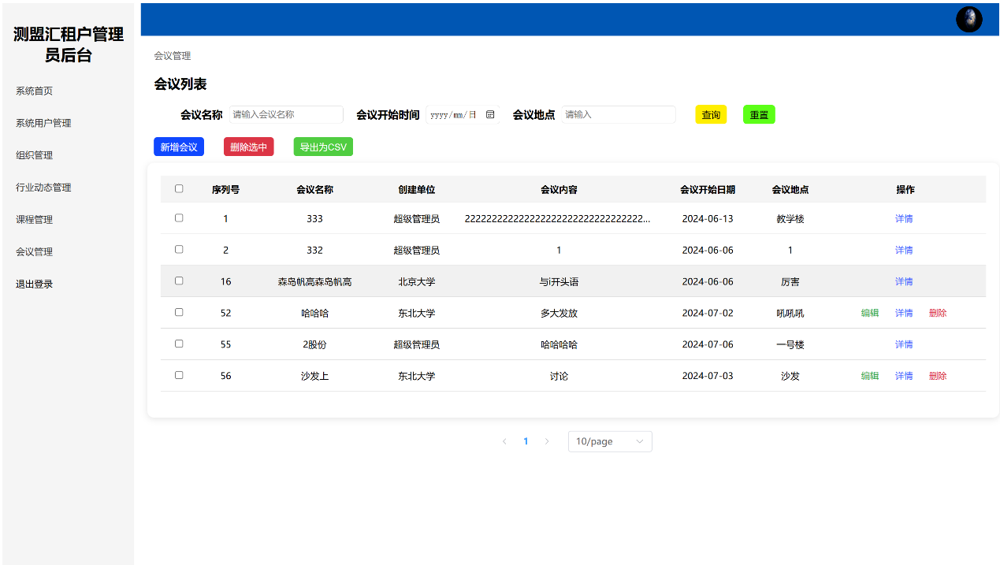 测盟汇租户管理
员后台
系统首页
系统用户管理
组织管理
行业动态管理
课程管理
会议管理
退出登录
会议管理
会议列表
会议名称 请输入会议名称 会议开始时间 yyyy/mm/日 会议地点 请输入 查询 重置
新增会议 删除选中 导出为CSV
序列号 会议名称 创建单位 会议内容 会议开始日期 会议地点 操作
1 333 超级管理员 2222222222222222222222222222222222... 2024-06-13 教学楼 详情
2 332 超级管理员 1 2024-06-06 1 详情
16 森岛帆高森岛帆高 北京大学 与i开头语 2024-06-06 厉害 详情
52 哈哈哈 东北大学 多大发放 2024-07-02 吼吼吼 编辑 详情 删除
55 2股份 超级管理员 哈哈哈哈 2024-07-06 一号楼 详情
56 沙发上 东北大学 讨论 2024-07-03 沙发 编辑 详情 删除
1 10/page